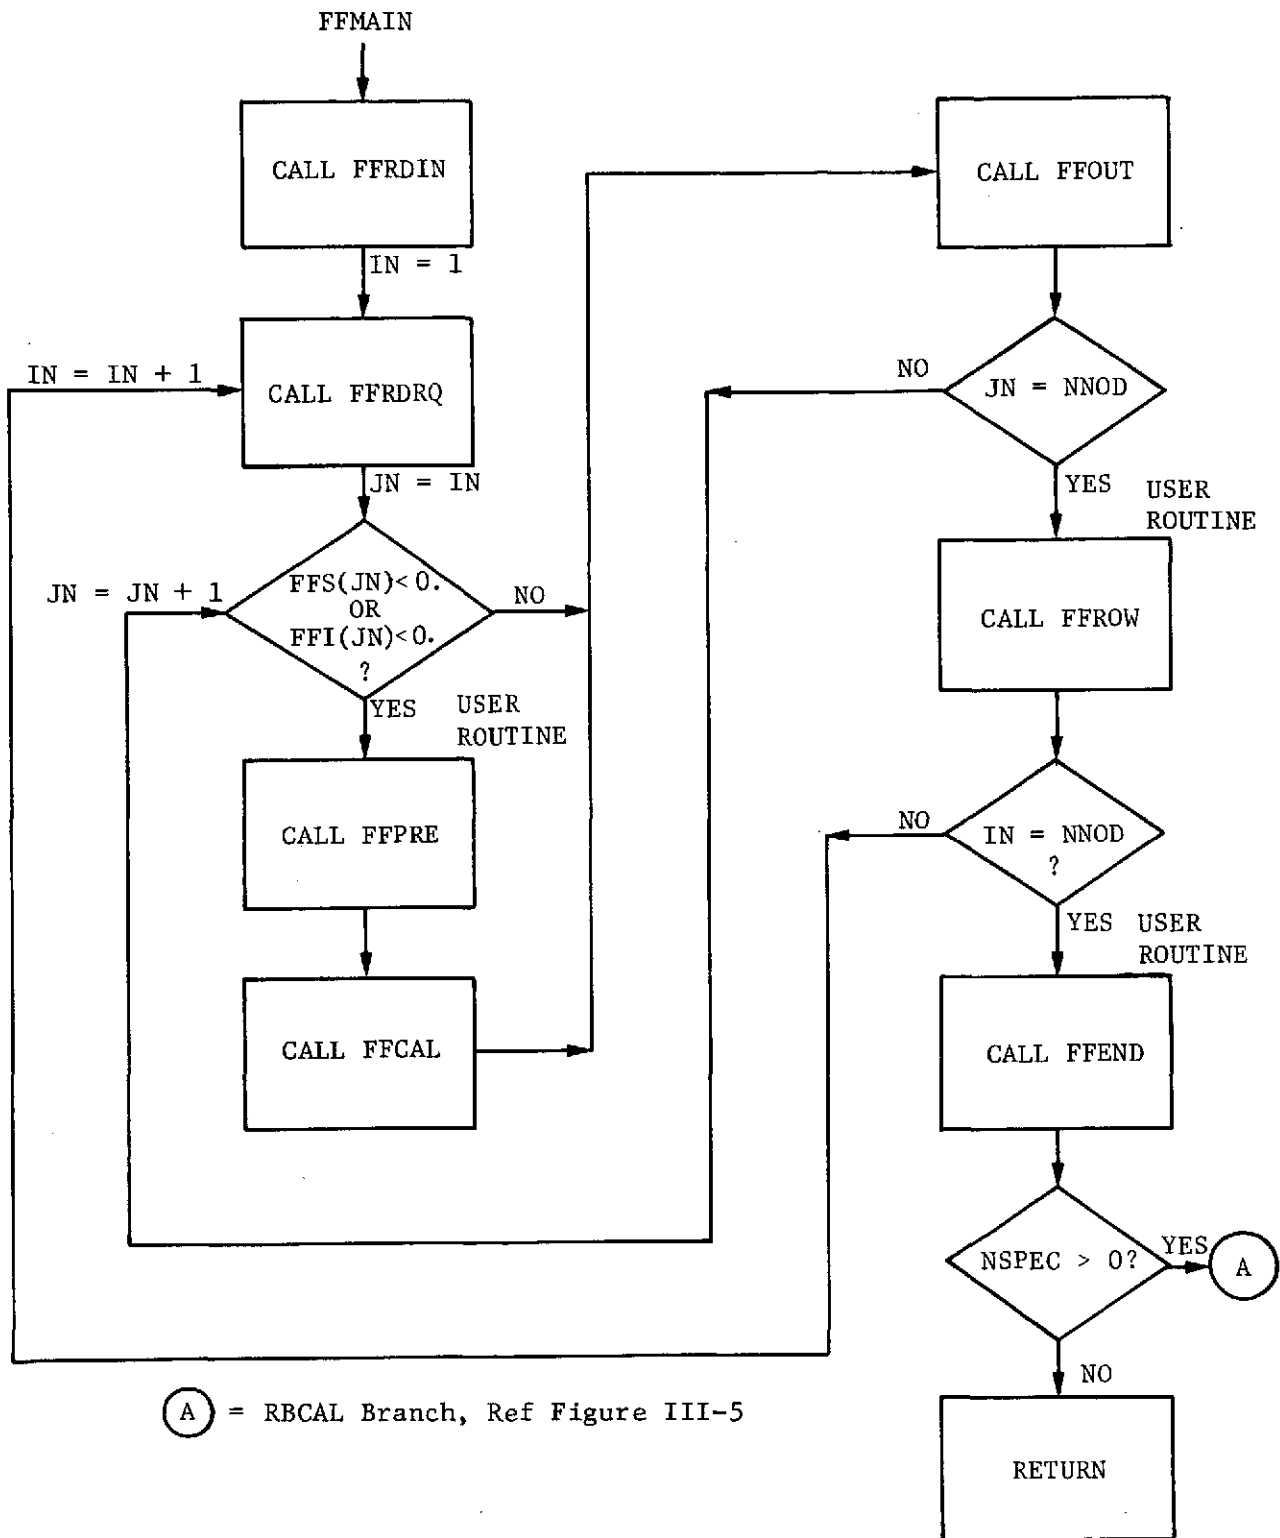 FFMAIN
CALL FFRDIN
IN = 1
IN = IN + 1
CALL FFRDRQ
JN = IN
JN = JN + 1
FFS(JN)<0.
OR
FFI(JN)<0.
?
NO
YES
USER
ROUTINE
CALL FFPRE
CALL FFCAL
CALL FFOUT
NO
JN = NNOD
YES
USER
ROUTINE
CALL FFROW
NO
IN = NNOD
?
YES
USER
ROUTINE
CALL FFEND
NSPEC > 0?
YES
A
NO
RETURN
A = RBCAL Branch, Ref Figure III-5